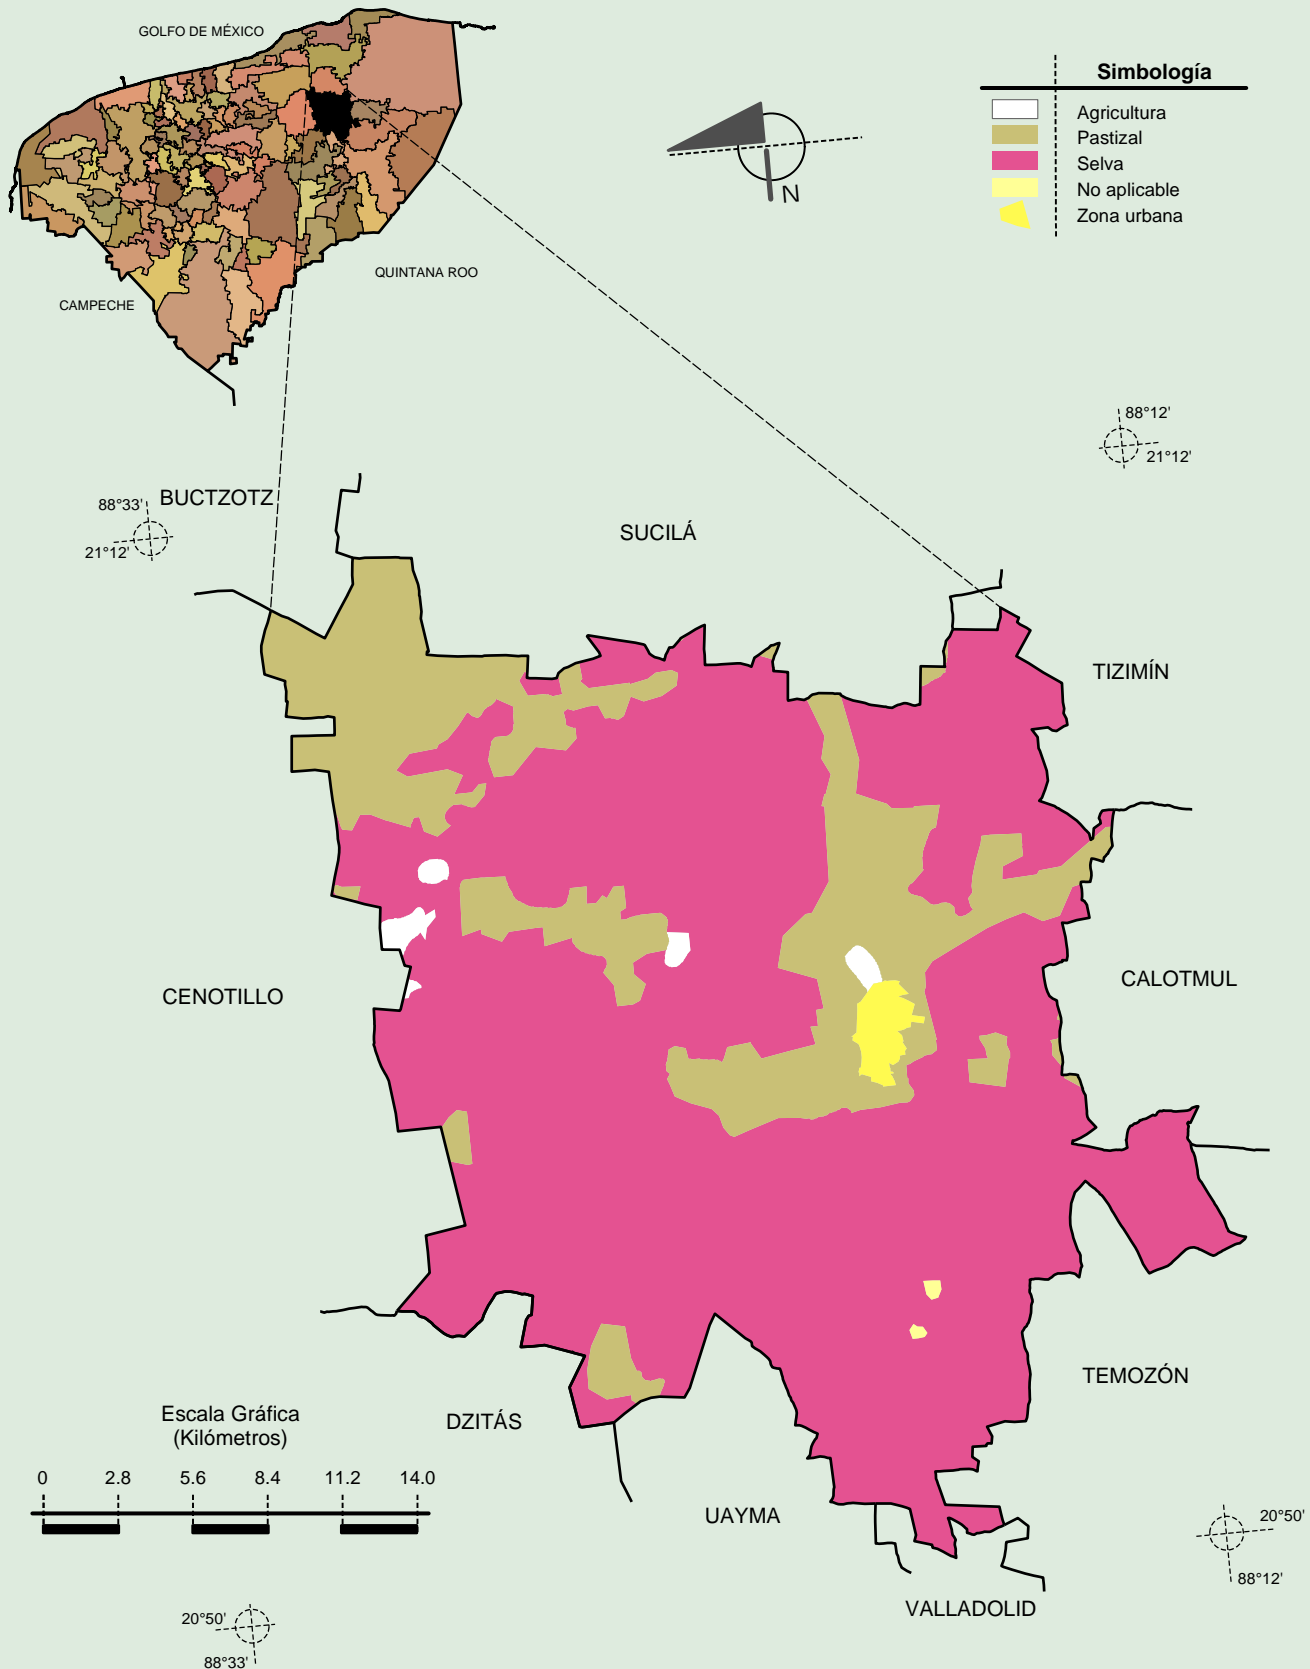 GOLFO DE MÉXICO
QUINTANA ROO
CAMPECHE
N
Simbología
Agricultura
Pastizal
Selva
No aplicable
Zona urbana
88°12'
21°12'
88°33'
21°12'
BUCTZOTZ
SUCILÁ
TIZIMÍN
CENOTILLO
CALOTMUL
TEMOZÓN
DZITÁS
UAYMA
VALLADOLID
Escala Gráfica
(Kilómetros)
0 2.8 5.6 8.4 11.2 14.0
20°50'
88°12'
20°50'
88°33'